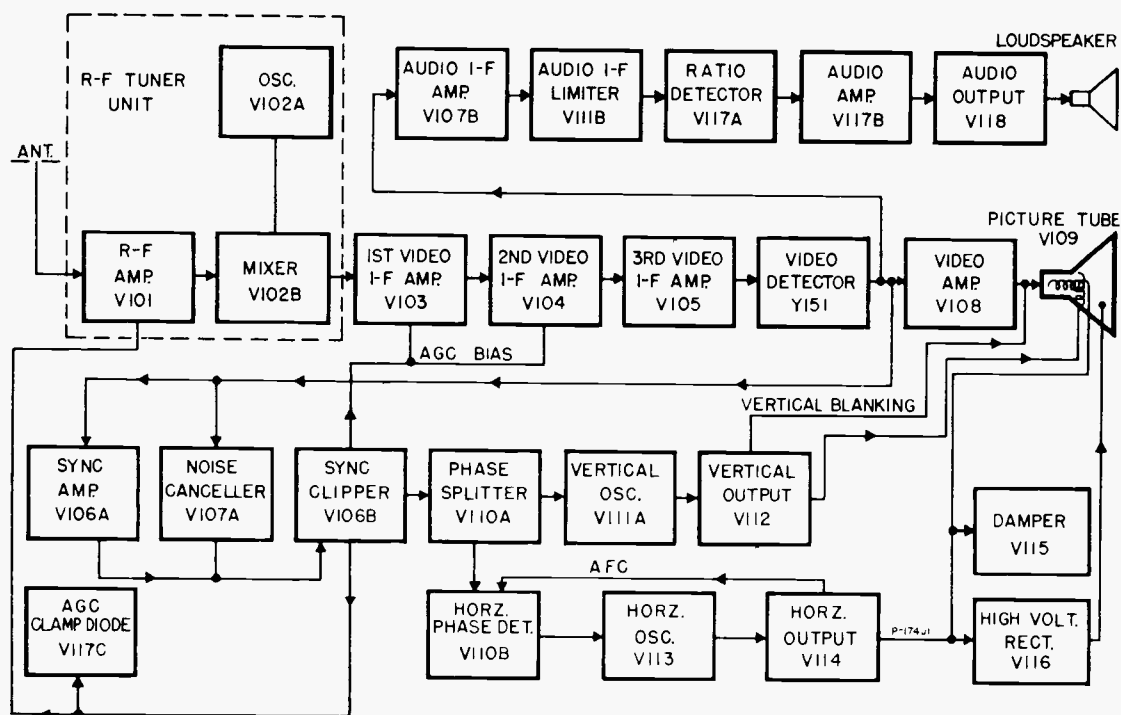 R-F TUNER
UNIT
OSC.
V102A
ANT.
R-F
AMP.
V101
MIXER
V102B
AUDIO I-F
AMP.
V107B
AUDIO I-F
LIMITER
V111B
RATIO
DETECTOR
V117A
AUDIO
AMP.
V117B
AUDIO
OUTPUT
V118
LOUDSPEAKER
1ST VIDEO
I-F AMP.
V103
2ND VIDEO
I-F AMP.
V104
3RD VIDEO
I-F AMP.
V105
VIDEO
DETECTOR
Y151
VIDEO
AMP.
V108
PICTURE TUBE
V109
AGC BIAS
VERTICAL BLANKING
SYNC
AMP.
V106A
NOISE
CANCELLER
V107A
SYNC
CLIPPER
V106B
PHASE
SPLITTER
V110A
VERTICAL
OSC.
V111A
VERTICAL
OUTPUT
V112
DAMPER
V115
AFC
AGC
CLAMP DIODE
V117C
HORZ.
PHASE DET.
V110B
HORZ.
OSC.
V113
HORZ.
OUTPUT
V114
P-174U1
HIGH VOLT.
RECT.
V116